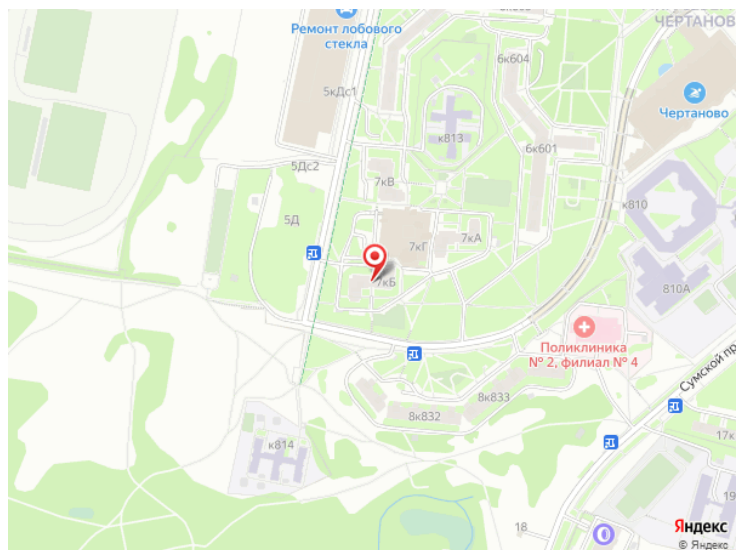 ЧЕРТАНОВО
Ремонт лобового
стекла
6к604
5кДс1
Чертаново
к813
6к601
5Дс2
7кВ
к810
5Д
7кГ
7кА
7кБ
810А
Поликлиника
№ 2, филиал № 4
Сумской пр
8к833
8к832
17к
к814
18
Яндекс
© Яндекс